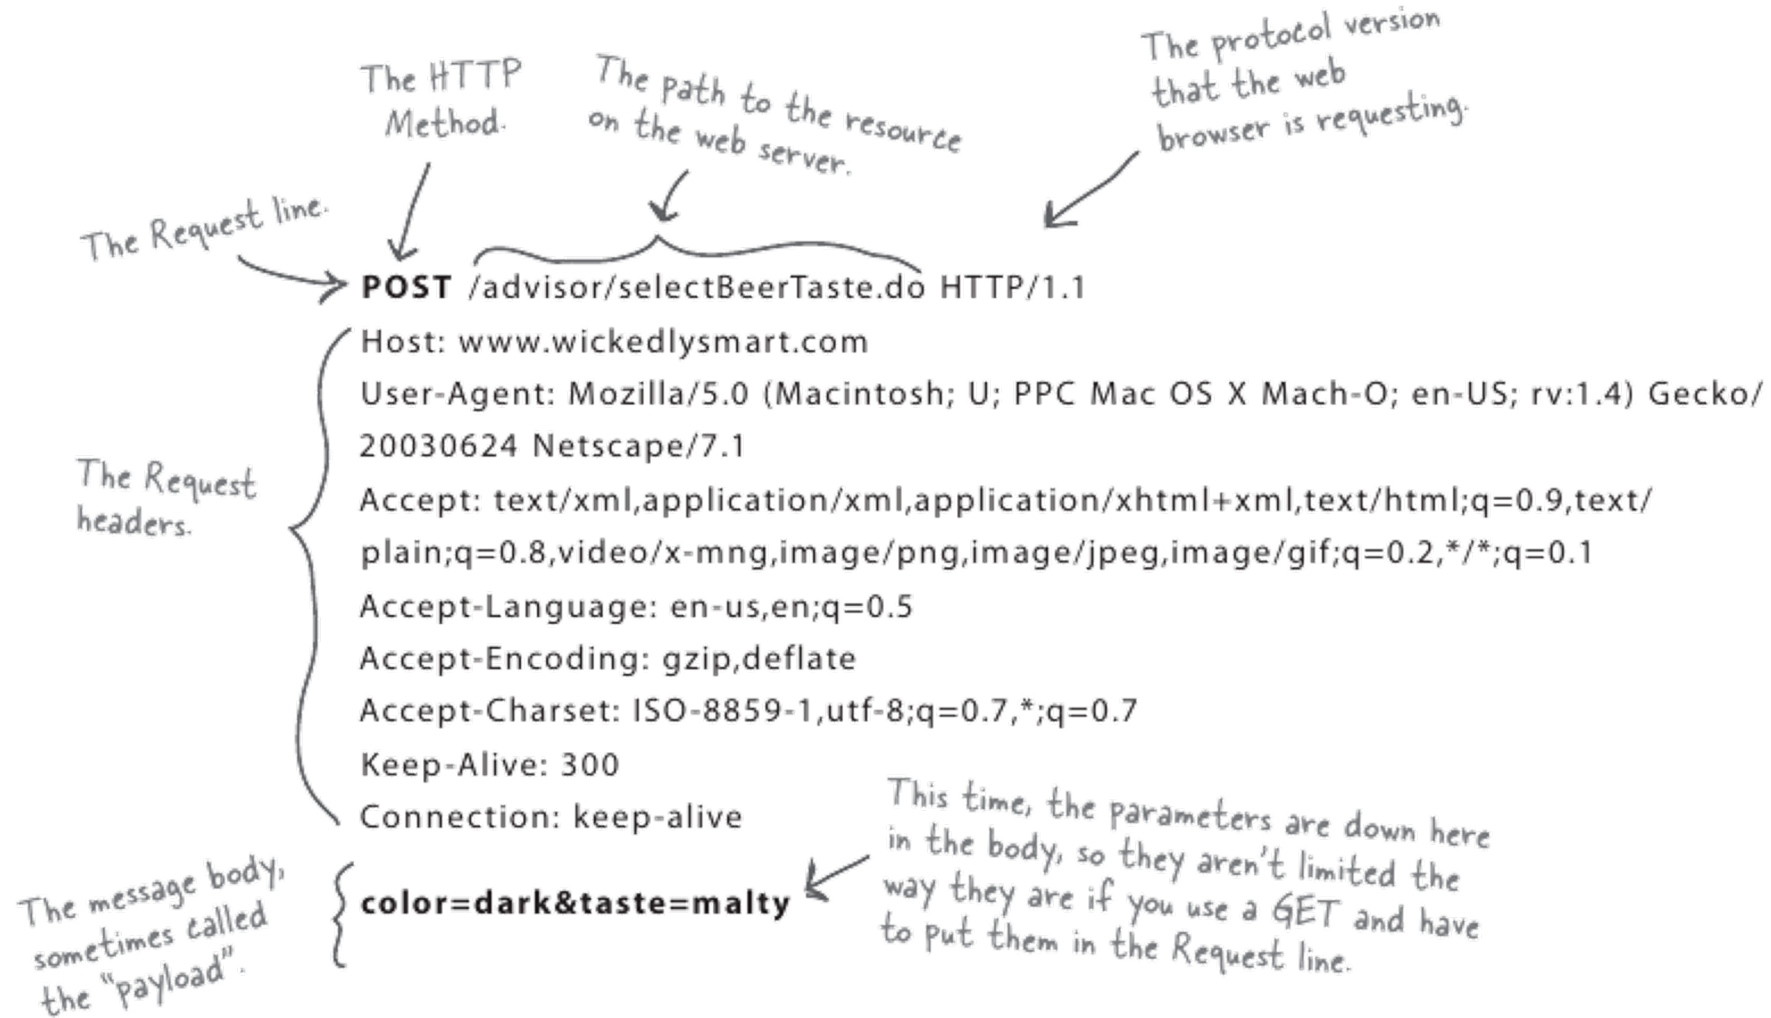 The HTTP
Method.
The path to the resource
on the web server.
The protocol version
that the web
browser is requesting.
The Request line.
POST /advisor/selectBeerTaste.do HTTP/1.1
Host: www.wickedlysmart.com
User-Agent: Mozilla/5.0 (Macintosh; U; PPC Mac OS X Mach-O; en-US; rv:1.4) Gecko/
20030624 Netscape/7.1
The Request
headers.
Accept: text/xml,application/xml,application/xhtml+xml,text/html;q=0.9,text/
plain;q=0.8,video/x-mng,image/png,image/jpeg,image/gif;q=0.2,*/*;q=0.1
Accept-Language: en-us,en;q=0.5
Accept-Encoding: gzip,deflate
Accept-Charset: ISO-8859-1,utf-8;q=0.7,*;q=0.7
Keep-Alive: 300
Connection: keep-alive
The message body,
sometimes called
the "payload".
color=dark&taste=malty
This time, the parameters are down here
in the body, so they aren't limited the
way they are if you use a GET and have
to put them in the Request line.